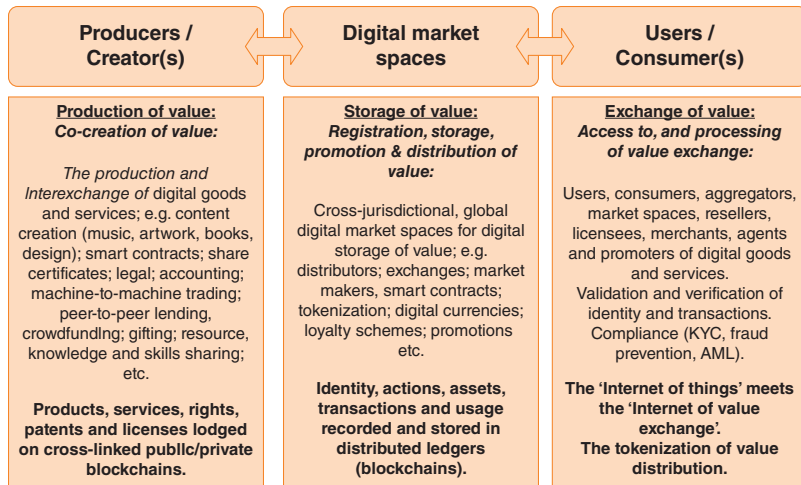 Producers /
Creator(s)
Digital market
spaces
Users /
Consumer(s)
Production of value:
Co-creation of value:
The production and
Interexchange of digital goods
and services; e.g. content
creation (music, artwork, books,
design); smart contracts; share
certificates; legal; accounting;
machine-to-machine trading;
peer-to-peer lending,
crowdfundlng; gifting; resource,
knowledge and skills sharing;
etc.
Products, services, rights,
patents and licenses lodged
on cross-linked publlc/private
blockchains.
Storage of value:
Registration, storage,
promotion & distribution of
value:
Cross-jurisdictional, global
digital market spaces for digital
storage of value; e.g.
distributors; exchanges; market
makers, smart contracts;
tokenization; digital currencies;
loyalty schemes; promotions
etc.
Identity, actions, assets,
transactions and usage
recorded and stored in
distributed ledgers
(blockchains).
Exchange of value:
Access to, and processing
of value exchange:
Users, consumers, aggregators,
market spaces, resellers,
licensees, merchants, agents
and promoters of digital goods
and services.
Validation and verification of
identity and transactions.
Compliance (KYC, fraud
prevention, AML).
The ‘Internet of things’ meets
the ‘Internet of value
exchange’.
The tokenization of value
distribution.